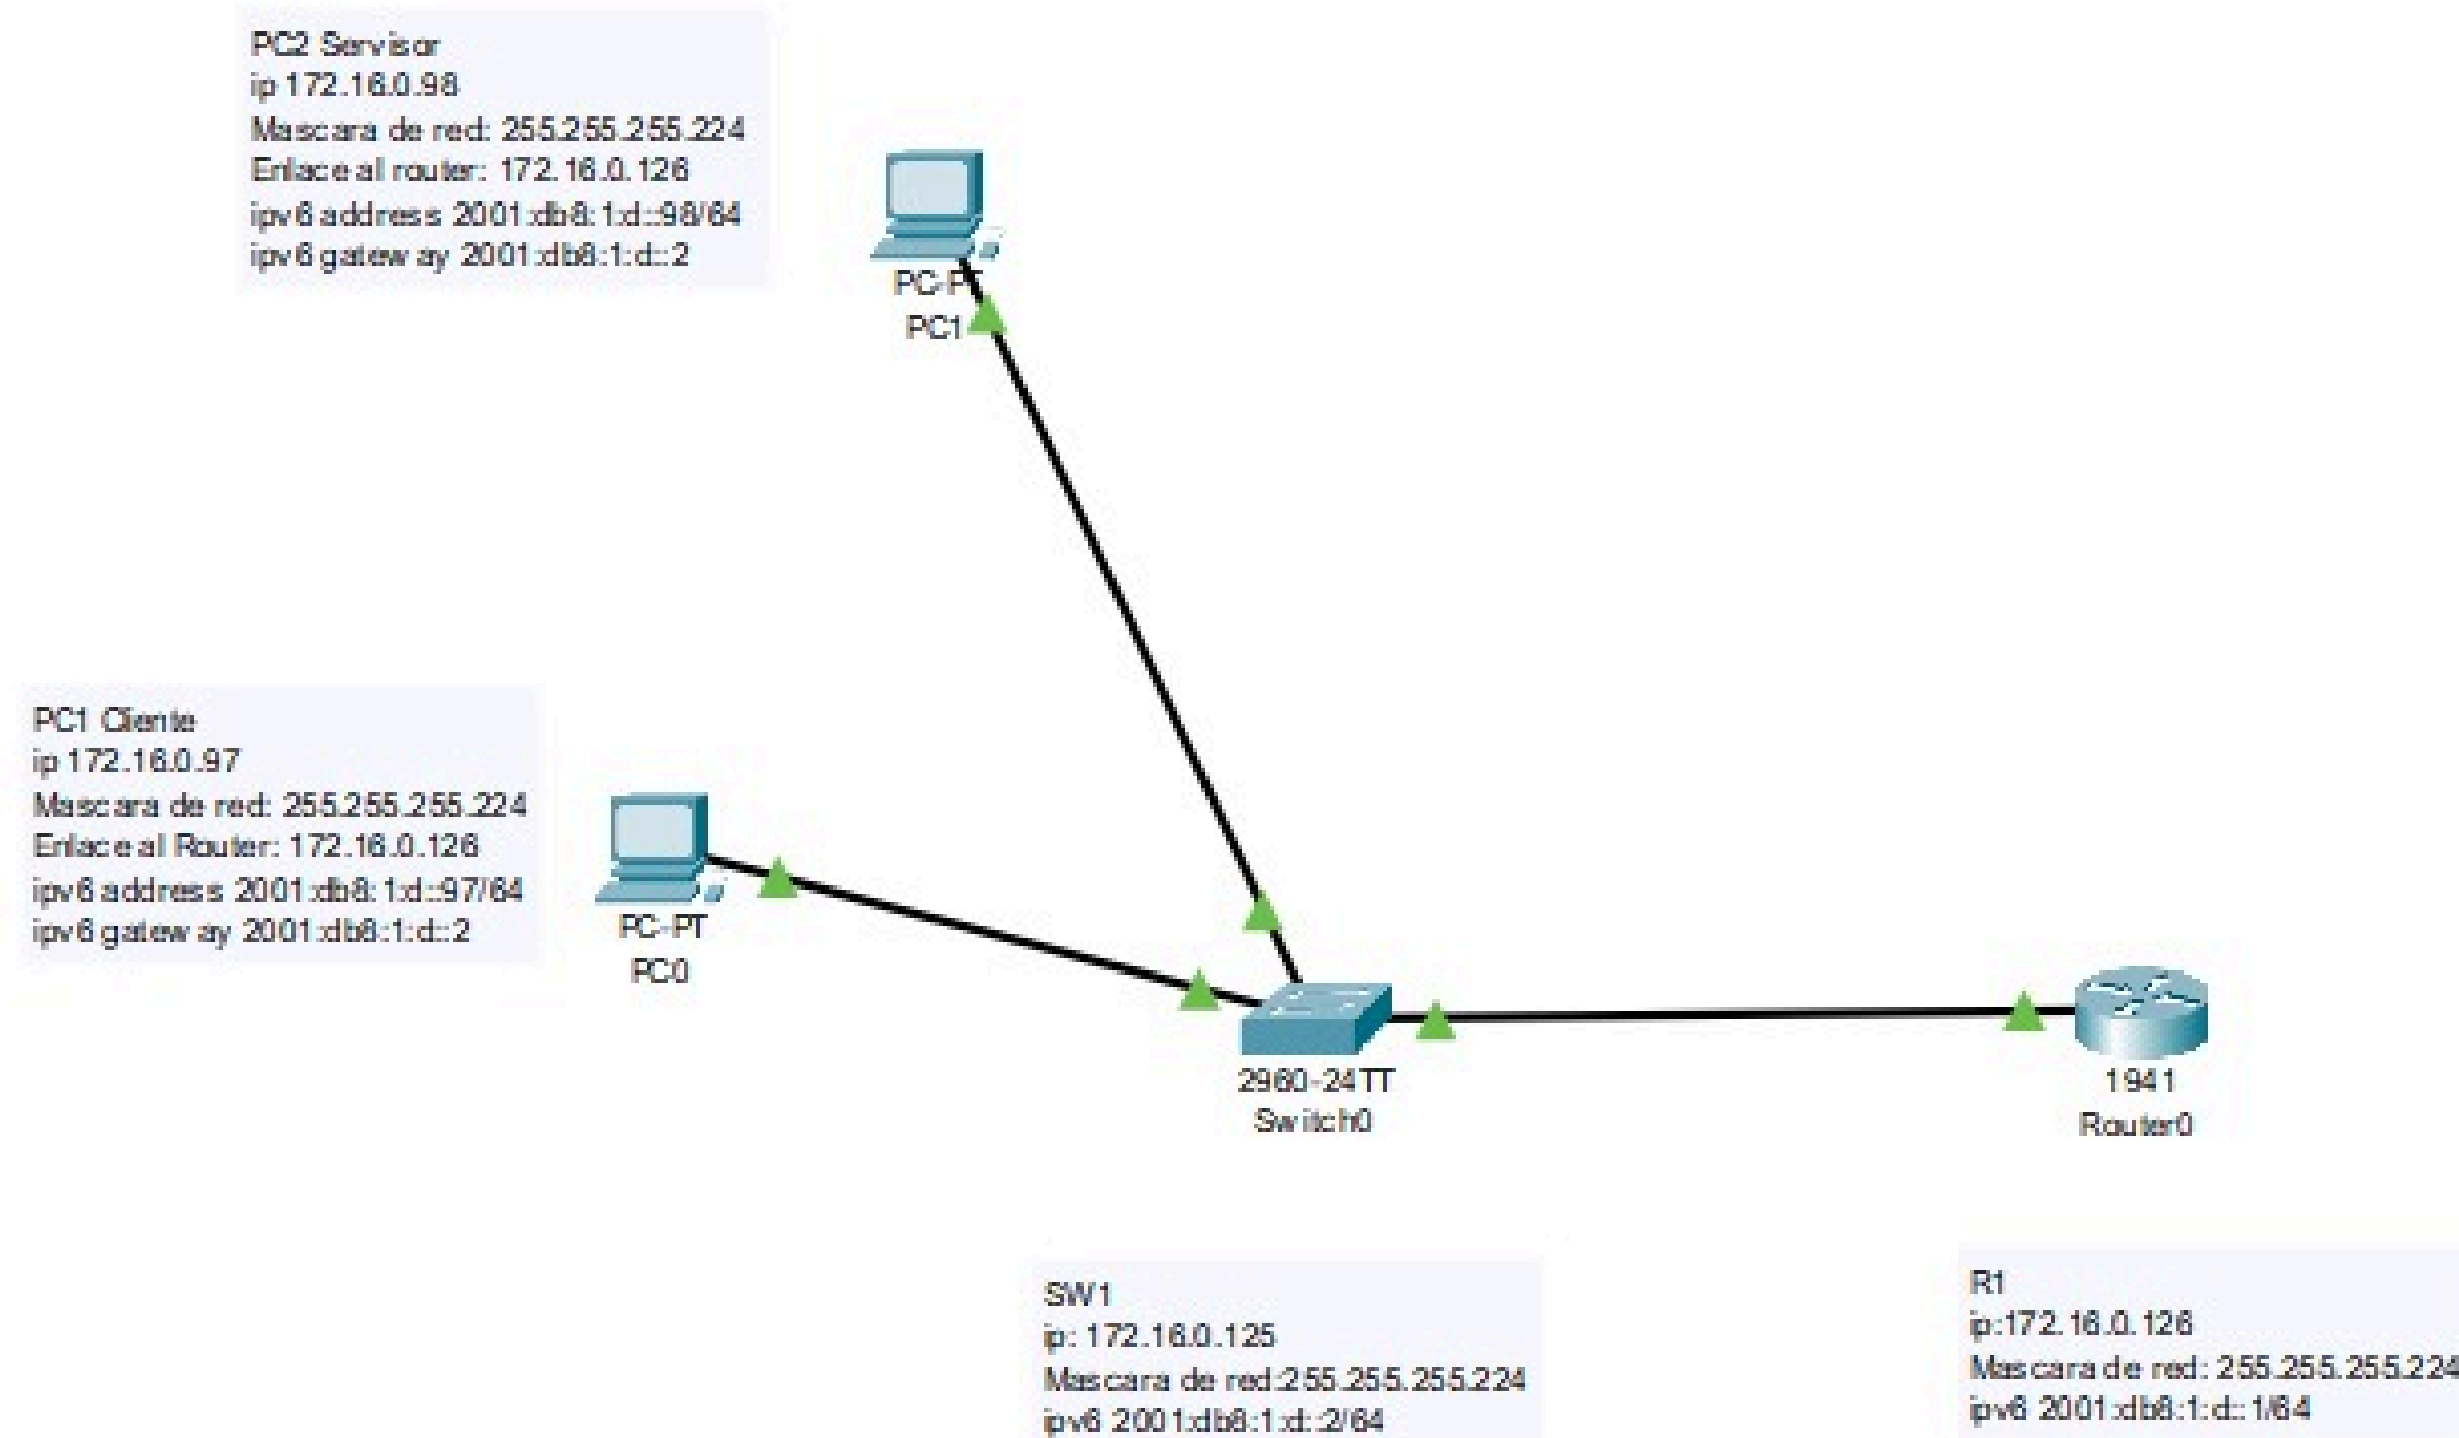 PC2 Servisor
ip 172.16.0.98
Mascara de red: 255.255.255.224
Enlace al router: 172.16.0.126
ipv6 address 2001:db8:1:d::98/64
ipv6 gateway 2001:db8:1:d::2
PC-PT
PC1
PC1 Cliente
ip 172.16.0.97
Mascara de red: 255.255.255.224
Enlace al Router: 172.16.0.126
ipv6 address 2001:db8:1:d::97/64
ipv6 gateway 2001:db8:1:d::2
PC-PT
PC0
2960-24TT
Switch0
1941
Router0
SW1
ip: 172.16.0.125
Mascara de red:255.255.255.224
ipv6 2001:db8:1:d::2/64
R1
ip:172.16.0.126
Mascara de red: 255.255.255.224
ipv6 2001:db8:1:d::1/64